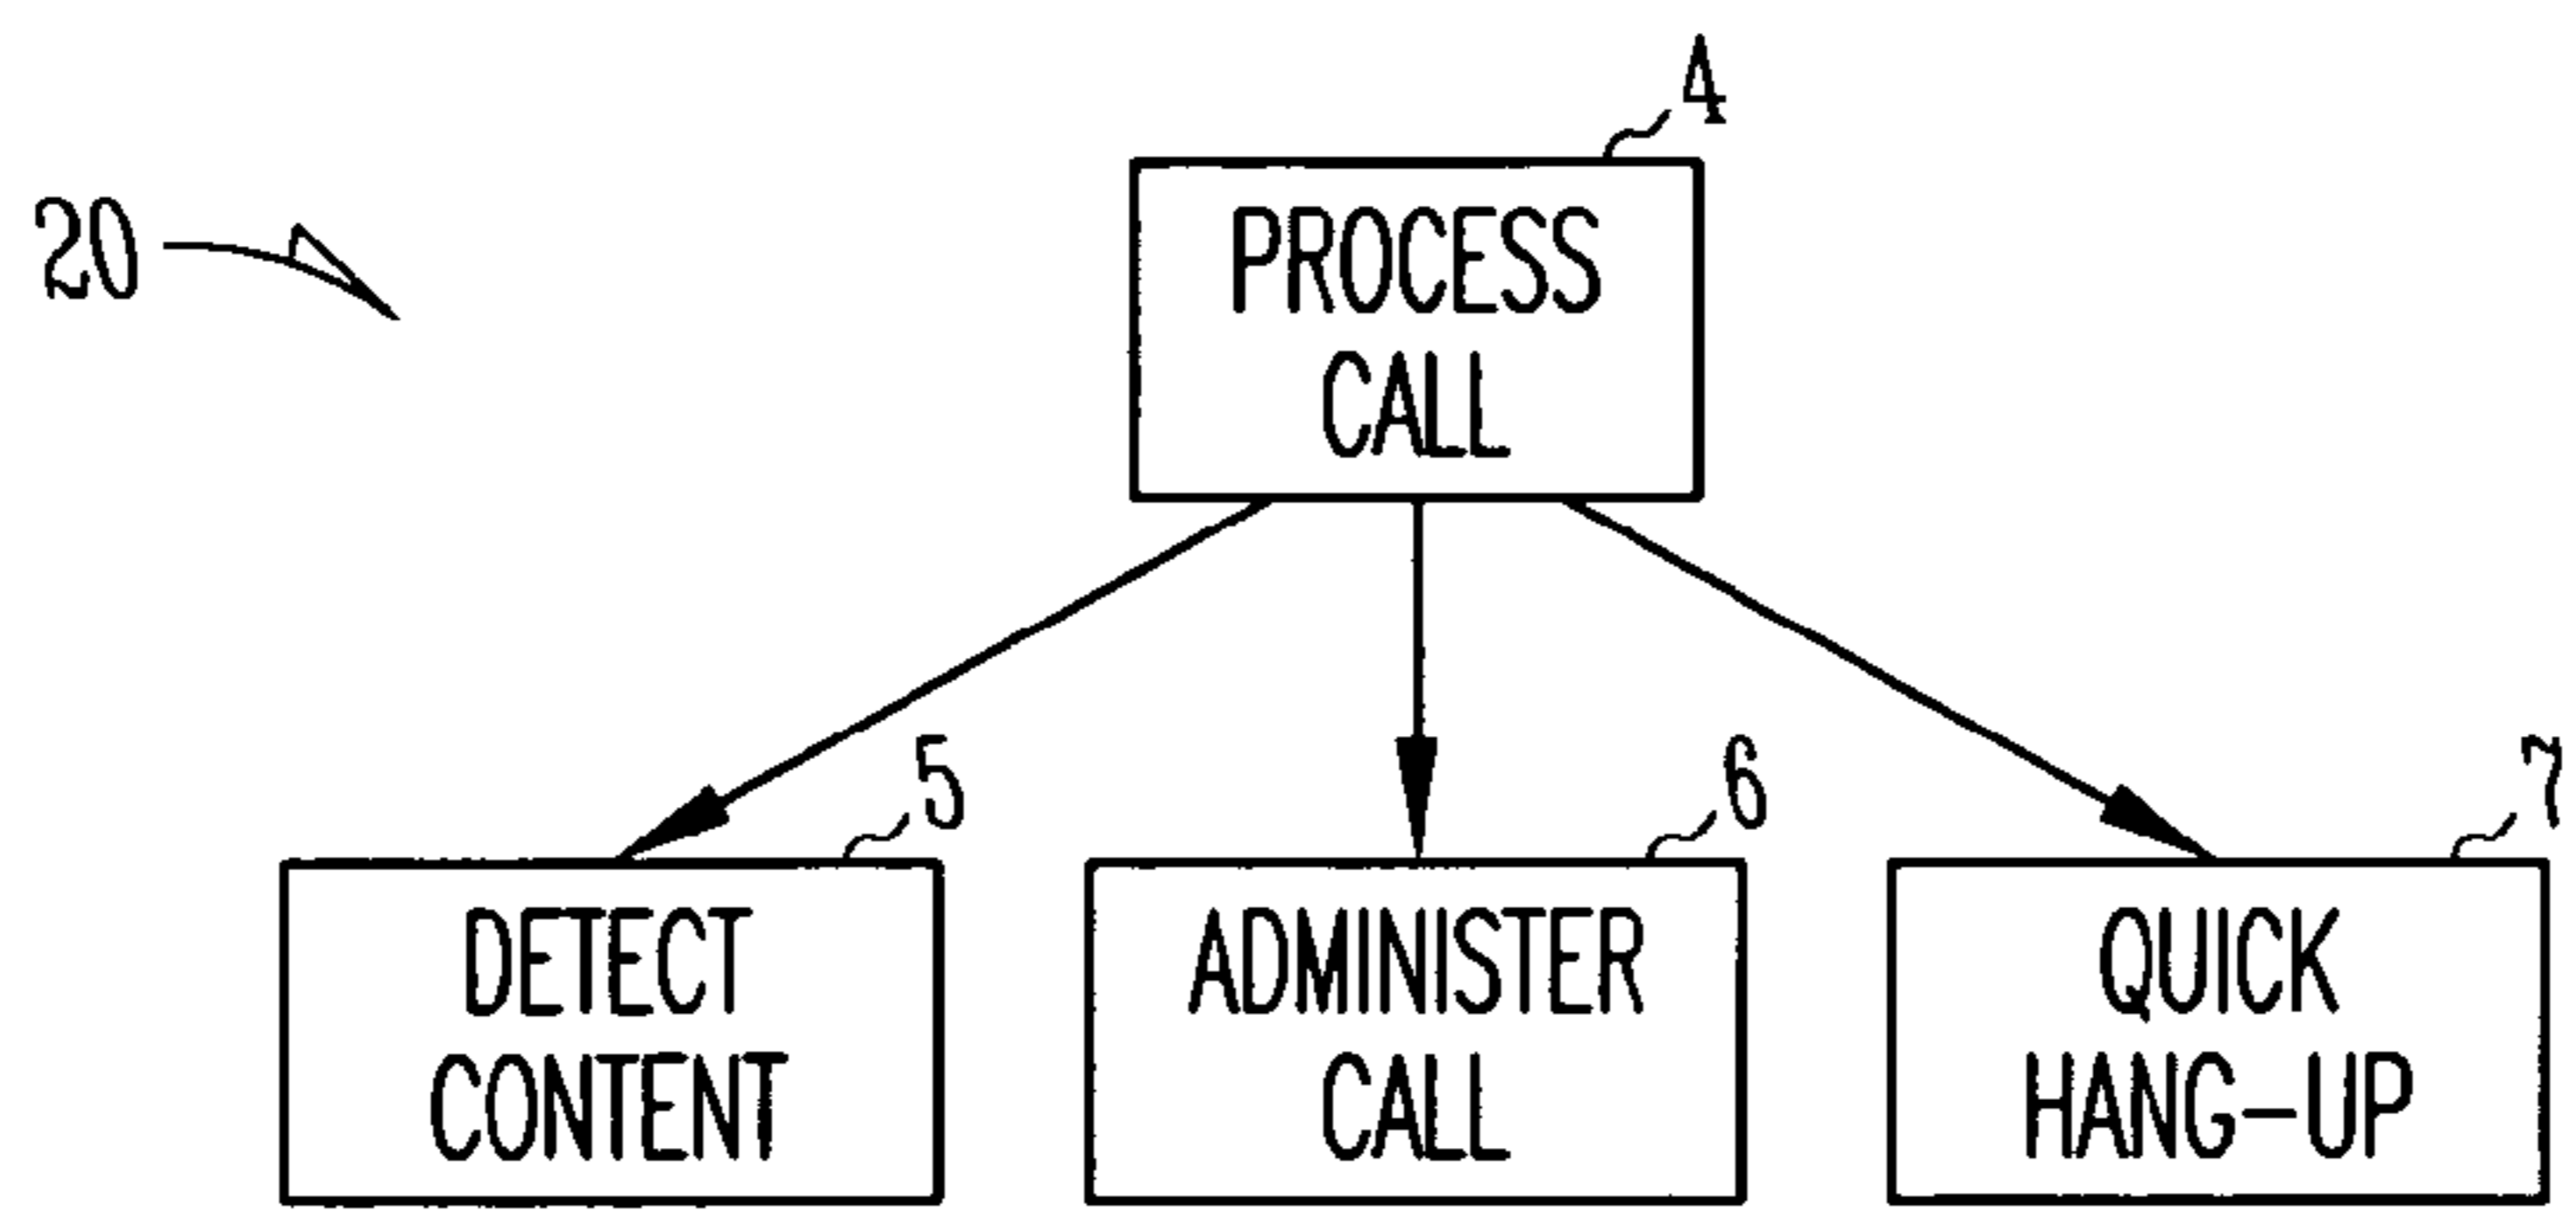 4
20
PROCESS
CALL
5
6
7
DETECT
CONTENT
ADMINISTER
CALL
QUICK
HANG-UP